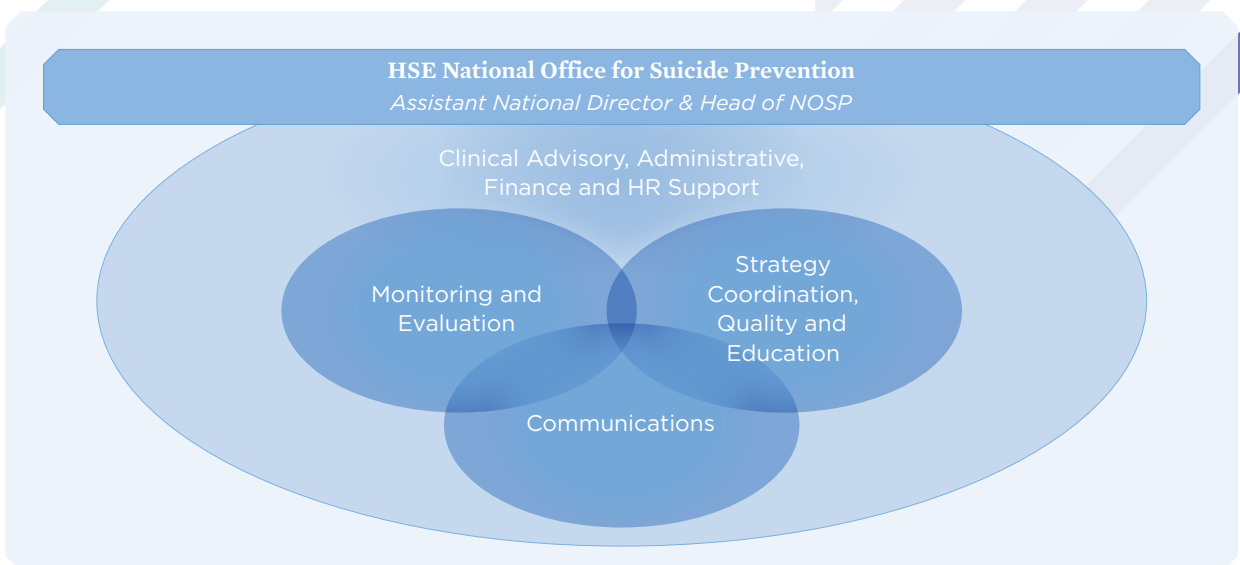 HSE National Office for Suicide Prevention
Assistant National Director & Head of NOSP
Clinical Advisory, Administrative,
Finance and HR Support
Monitoring and
Evaluation
Strategy
Coordination,
Quality and
Education
Communications